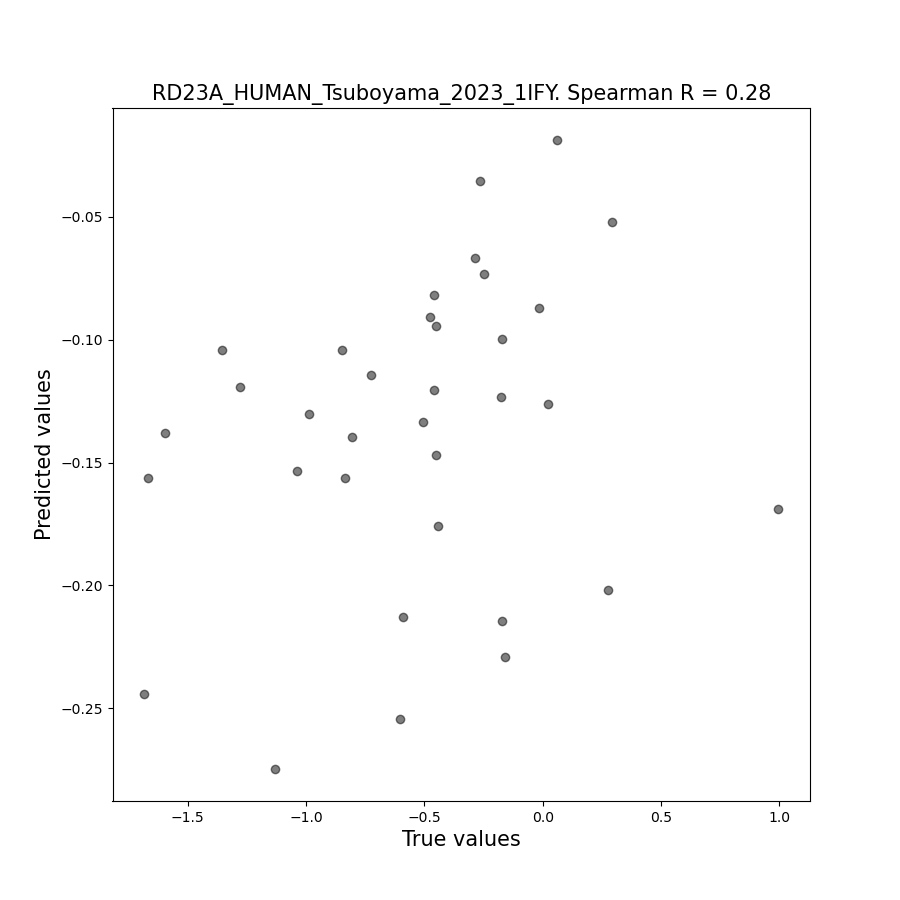 RD23A_HUMAN_Tsuboyama_2023_1IFY. Spearman R = 0.28
−0.05
−0.10
−0.15
−0.20
−0.25
Predicted values
−1.5 −1.0 −0.5 0.0 0.5 1.0
True values